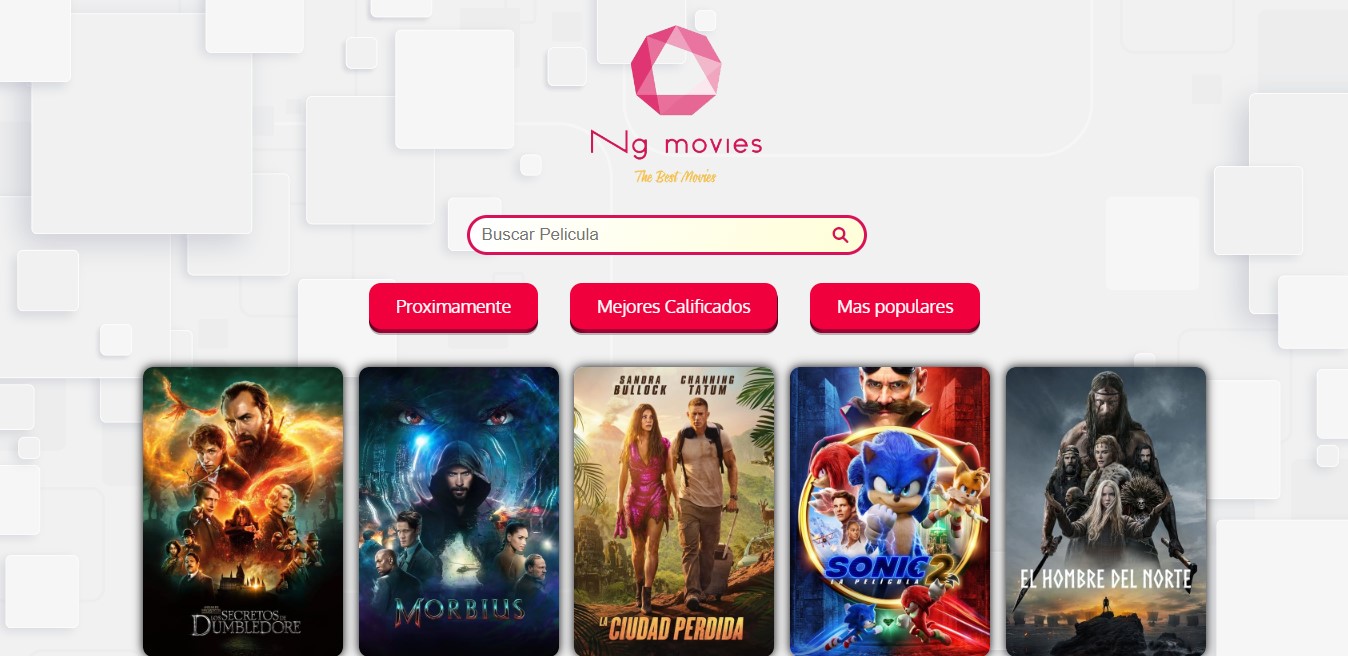 Ng movies
The Best Movies
Buscar Pelicula
Proximamente
Mejores Calificados
Mas populares
SECRETOS DE
DUMBLEDORE
MORBIUS
SANDRA BULLOCK
CHANNING TATUM
LA CIUDAD PERDIDA
SONIC 2
LA PELÍCULA
EL HOMBRE DEL NORTE